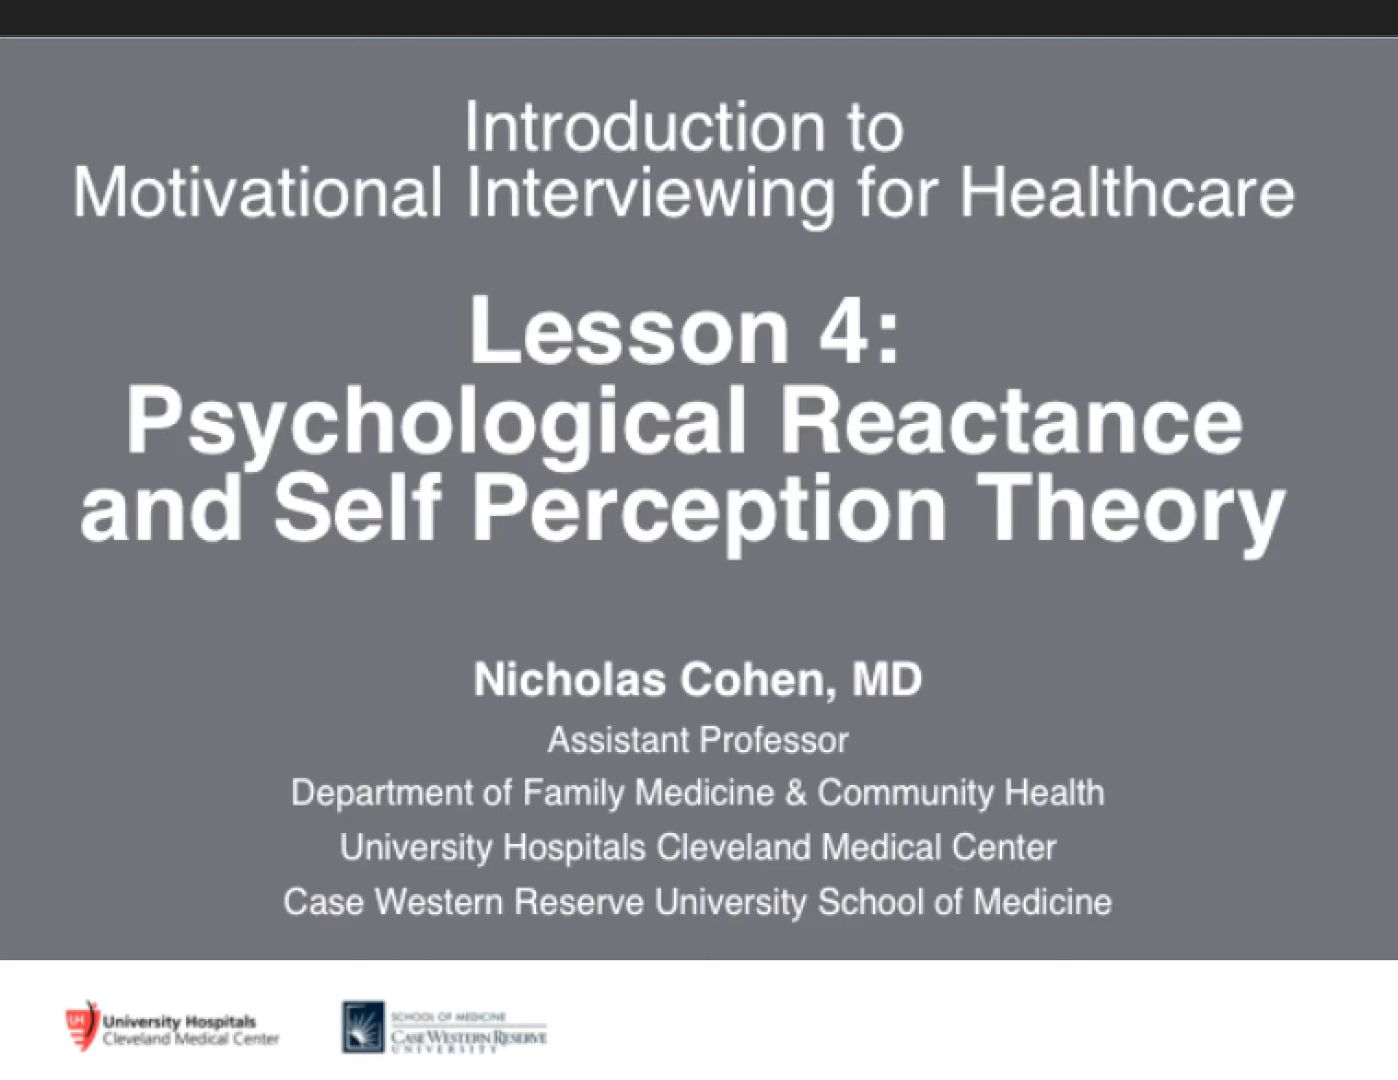 Introduction to
Motivational Interviewing for Healthcare
Lesson 4:
Psychological Reactance
and Self Perception Theory
Nicholas Cohen, MD
Assistant Professor
Department of Family Medicine & Community Health
University Hospitals Cleveland Medical Center
Case Western Reserve University School of Medicine
UH
University Hospitals
Cleveland Medical Center
SCHOOL OF MEDICINE
CASE WESTERN RESERVE
UNIVERSITY